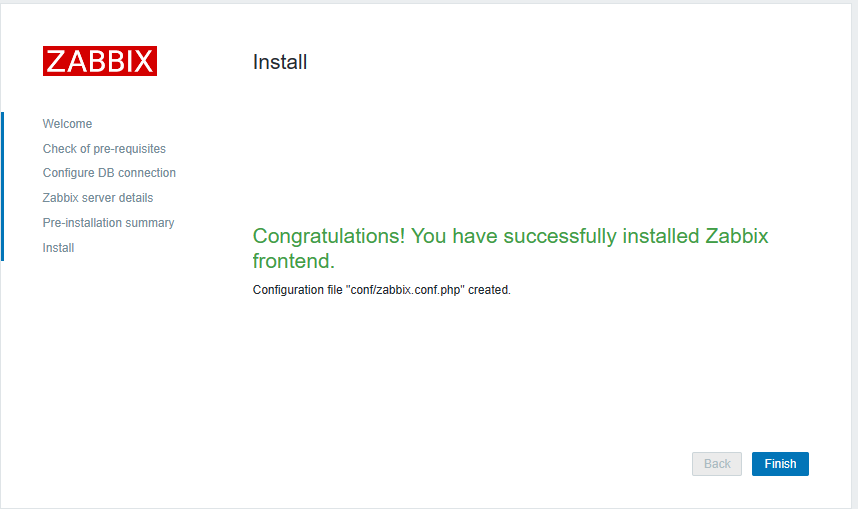 ZABBIX
Install
Welcome
Check of pre-requisites
Configure DB connection
Zabbix server details
Pre-installation summary
Install
Congratulations! You have successfully installed Zabbix
frontend.
Configuration file "conf/zabbix.conf.php" created.
Back
Finish